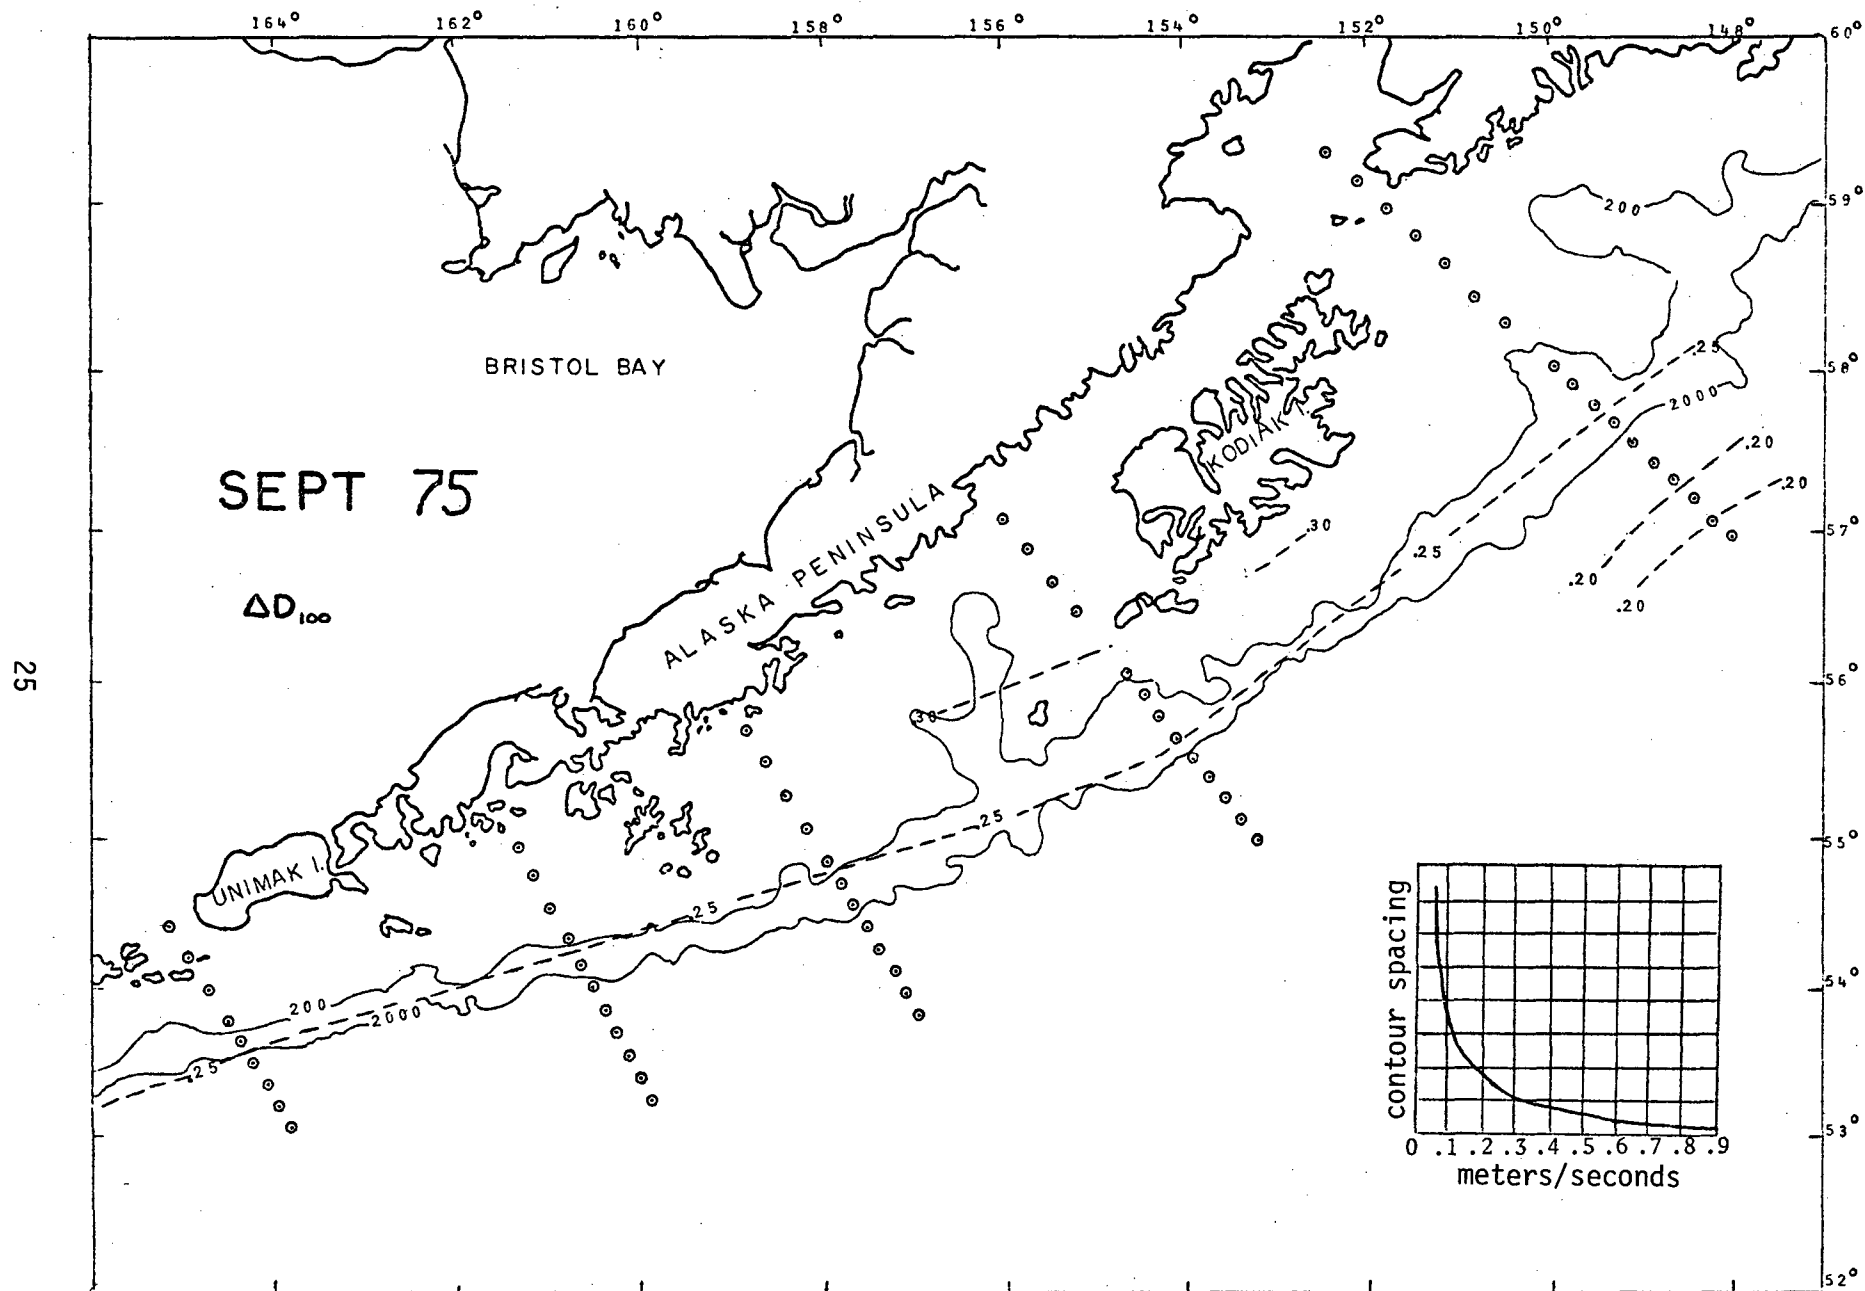 164° 162° 160° 158° 156° 154° 152° 150° 148° 60°
59°
200
.25
58°
BRISTOL BAY
2000
KODIAK I.
.20
.20
SEPT 75
57°
.30
.25
.20
.20
ALASKA PENINSULA
ΔD₁₀₀
25
56°
.30
.25
55°
UNIMAK I.
.25
54°
200
2000
.25
53°
contour spacing
0 .1 .2 .3 .4 .5 .6 .7 .8 .9
meters/seconds
52°